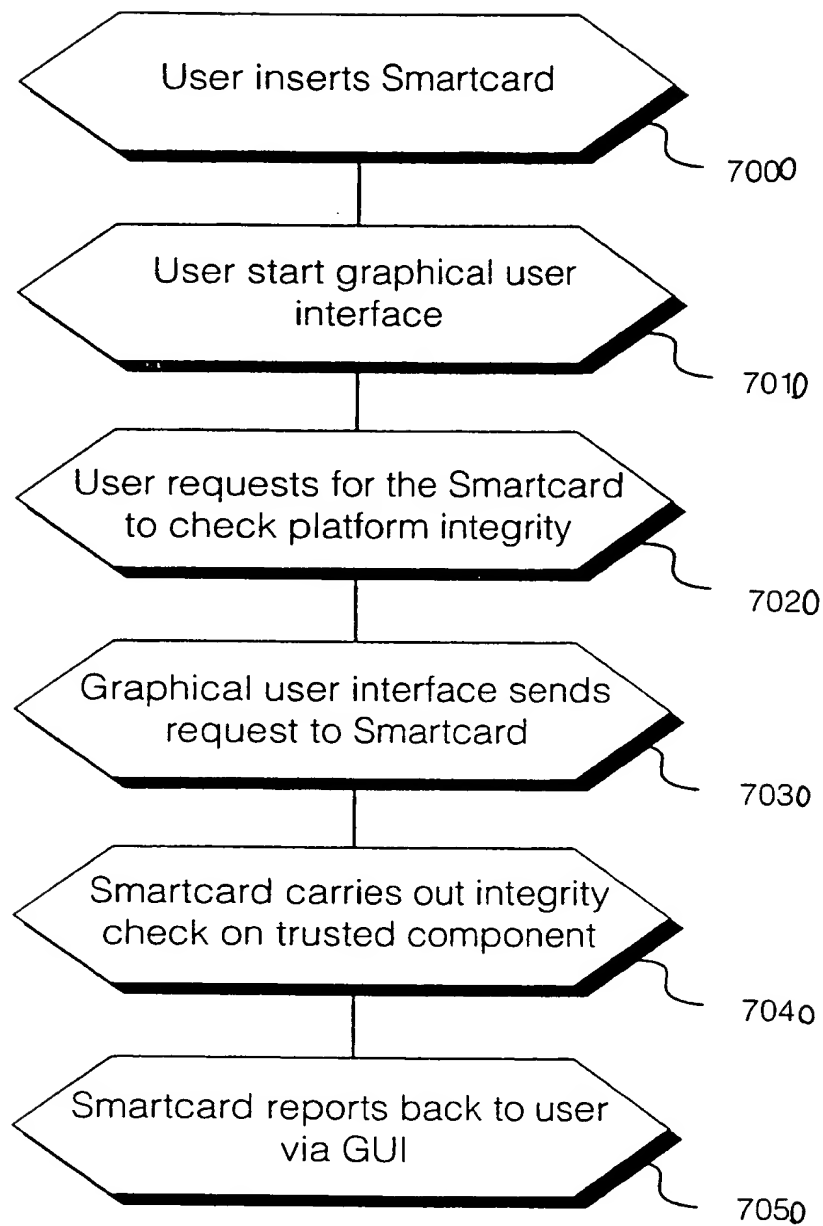 User inserts Smartcard
7000
User start graphical user
interface
7010
User requests for the Smartcard
to check platform integrity
7020
Graphical user interface sends
request to Smartcard
7030
Smartcard carries out integrity
check on trusted component
7040
Smartcard reports back to user
via GUI
7050